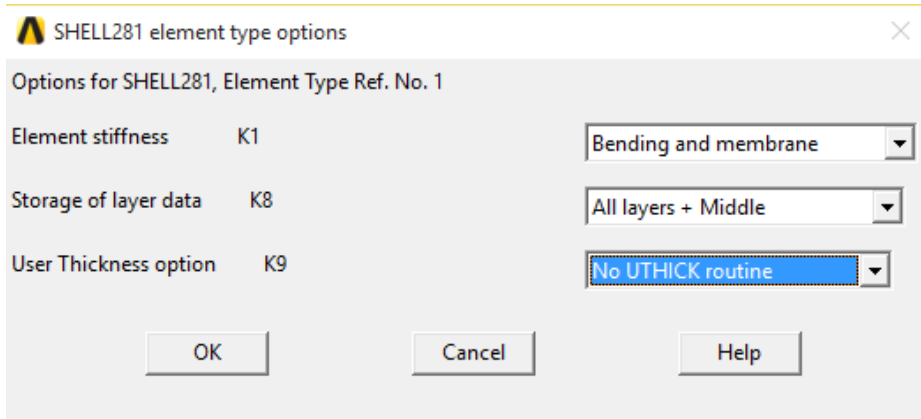 SHELL281 element type options
Options for SHELL281, Element Type Ref. No. 1
Element stiffness K1 Bending and membrane
Storage of layer data K8 All layers + Middle
User Thickness option K9 No UTHICK routine
OK Cancel Help